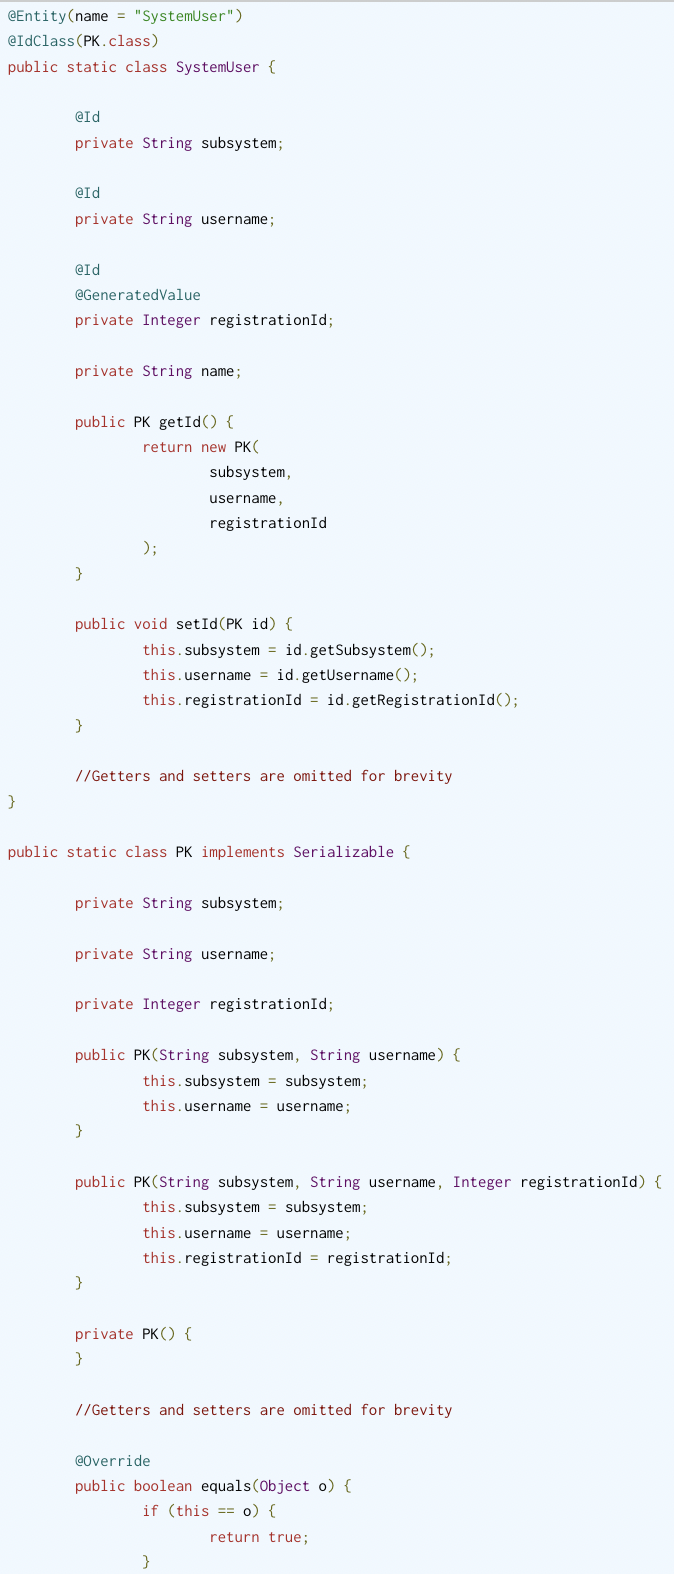 @Entity(name = "SystemUser")
@IdClass(PK.class)
public static class SystemUser {
@Id
private String subsystem;
@Id
private String username;
@Id
@GeneratedValue
private Integer registrationId;
private String name;
public PK getId() {
return new PK(
subsystem,
username,
registrationId
);
}
public void setId(PK id) {
this.subsystem = id.getSubsystem();
this.username = id.getUsername();
this.registrationId = id.getRegistrationId();
}
//Getters and setters are omitted for brevity
}
public static class PK implements Serializable {
private String subsystem;
private String username;
private Integer registrationId;
public PK(String subsystem, String username) {
this.subsystem = subsystem;
this.username = username;
}
public PK(String subsystem, String username, Integer registrationId) {
this.subsystem = subsystem;
this.username = username;
this.registrationId = registrationId;
}
private PK() {
}
//Getters and setters are omitted for brevity
@Override
public boolean equals(Object o) {
if (this == o) {
return true;
}